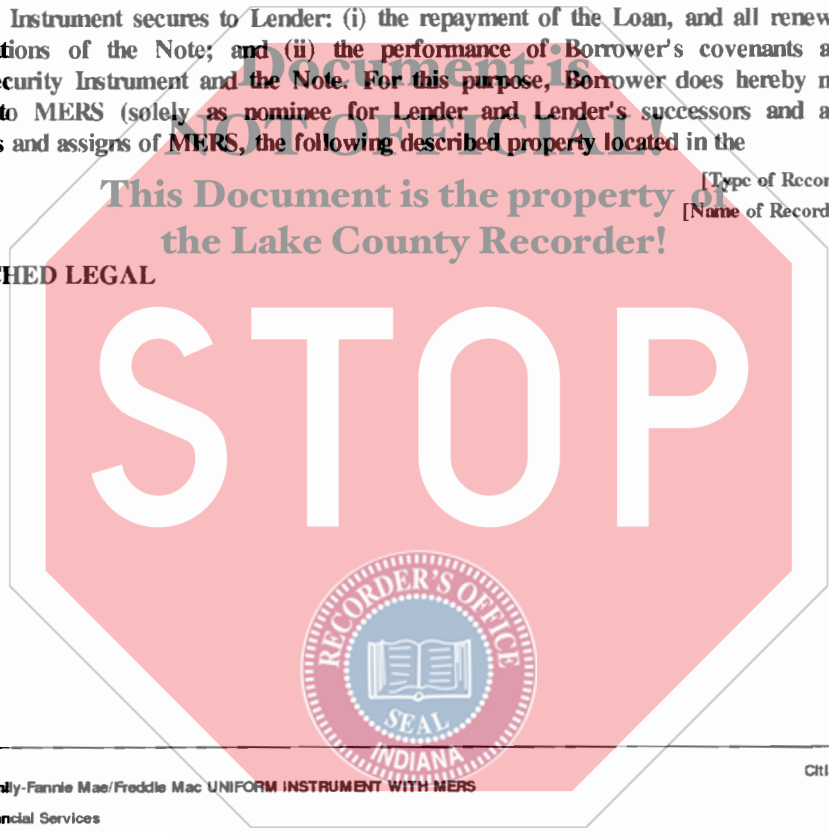 Instrument secures to Lender: (i) the repayment of the Loan, and all renew
tions of the Note; and (ii) the performance of Borrower's covenants a
curity Instrument and the Note. For this purpose, Borrower does hereby m
to MERS (solely as nominee for Lender and Lender's successors and a
s and assigns of MERS, the following described property located in the
Document is
NOT OFFICIAL!
This Document is the property of
the Lake County Recorder!
[Type of Recor
[Name of Record
CHED LEGAL
STOP
RECORDER'S OFFICE
SEAL
INDIANA
Citi
nily-Fannie Mae/Freddie Mac UNIFORM INSTRUMENT WITH MERS
ncial Services